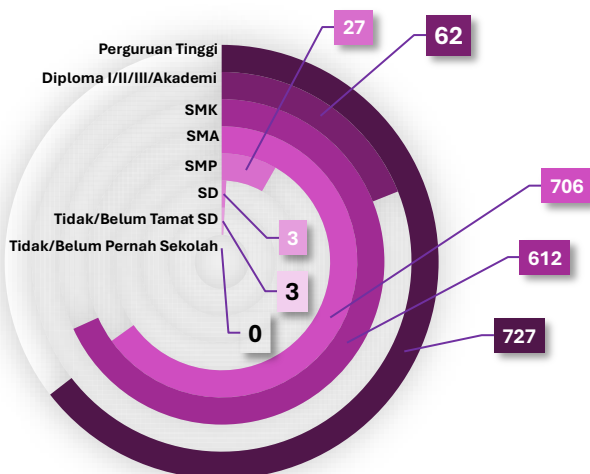 27
62
Perguruan Tinggi
Diploma I/II/III/Akademi
SMK
SMA
SMP
SD
Tidak/Belum Tamat SD
Tidak/Belum Pernah Sekolah
706
3
612
3
0
727